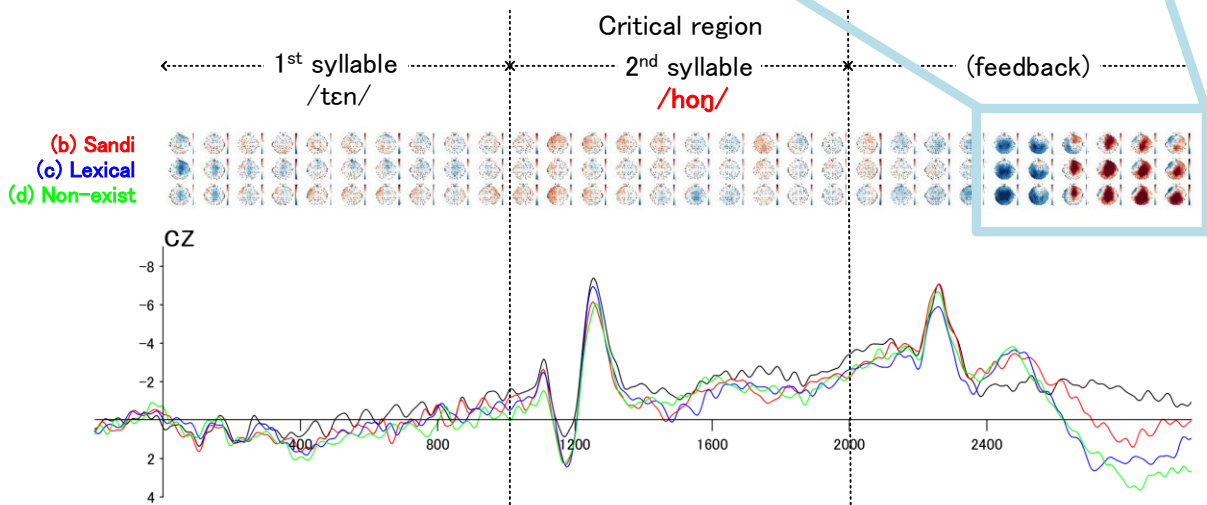 Critical region
1st syllable
2nd syllable
(feedback)
/tɛn/
/hoŋ/
(b) Sandi
(c) Lexical
(d) Non-exist
CZ
-8
-6
-4
-2
400
800
1200
1600
2000
2400
2
4